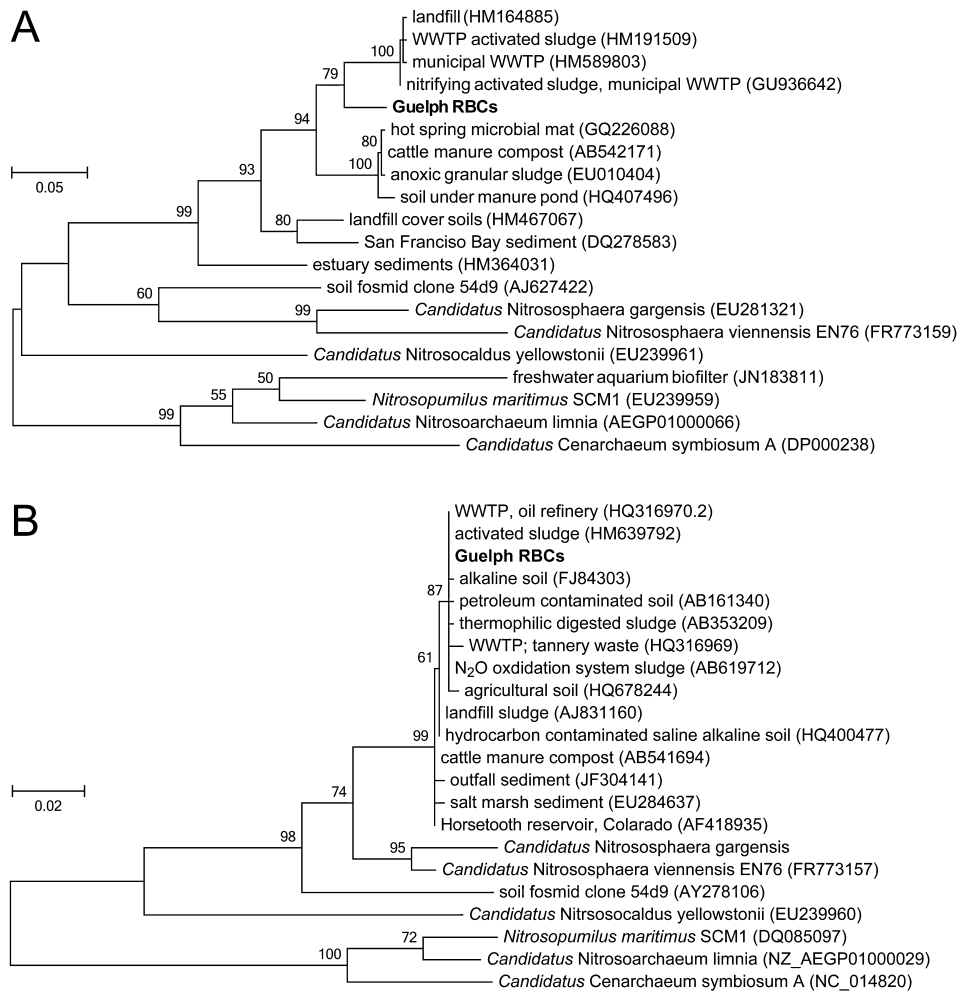 A
landfill (HM164885)
WWTP activated sludge (HM191509)
100
municipal WWTP (HM589803)
79
nitrifying activated sludge, municipal WWTP (GU936642)
Guelph RBCs
94
hot spring microbial mat (GQ226088)
80
cattle manure compost (AB542171)
100
93
anoxic granular sludge (EU010404)
0.05
soil under manure pond (HQ407496)
99
80
landfill cover soils (HM467067)
San Franciso Bay sediment (DQ278583)
estuary sediments (HM364031)
60
soil fosmid clone 54d9 (AJ627422)
99
Candidatus Nitrososphaera gargensis (EU281321)
Candidatus Nitrososphaera viennensis EN76 (FR773159)
Candidatus Nitrosocaldus yellowstonii (EU239961)
50
freshwater aquarium biofilter (JN183811)
55
Nitrosopumilus maritimus SCM1 (EU239959)
99
Candidatus Nitrosoarchaeum limnia (AEGP01000066)
Candidatus Cenarchaeum symbiosum A (DP000238)
B
WWTP, oil refinery (HQ316970.2)
activated sludge (HM639792)
Guelph RBCs
alkaline soil (FJ84303)
87
petroleum contaminated soil (AB161340)
thermophilic digested sludge (AB353209)
WWTP; tannery waste (HQ316969)
61
N2O oxdidation system sludge (AB619712)
agricultural soil (HQ678244)
landfill sludge (AJ831160)
99
hydrocarbon contaminated saline alkaline soil (HQ400477)
cattle manure compost (AB541694)
outfall sediment (JF304141)
0.02
74
salt marsh sediment (EU284637)
Horsetooth reservoir, Colarado (AF418935)
98
95
Candidatus Nitrososphaera gargensis
Candidatus Nitrososphaera viennensis EN76 (FR773157)
soil fosmid clone 54d9 (AY278106)
Candidatus Nitrsosocaldus yellowstonii (EU239960)
72
Nitrosopumilus maritimus SCM1 (DQ085097)
100
Candidatus Nitrosoarchaeum limnia (NZ_AEGP01000029)
Candidatus Cenarchaeum symbiosum A (NC_014820)